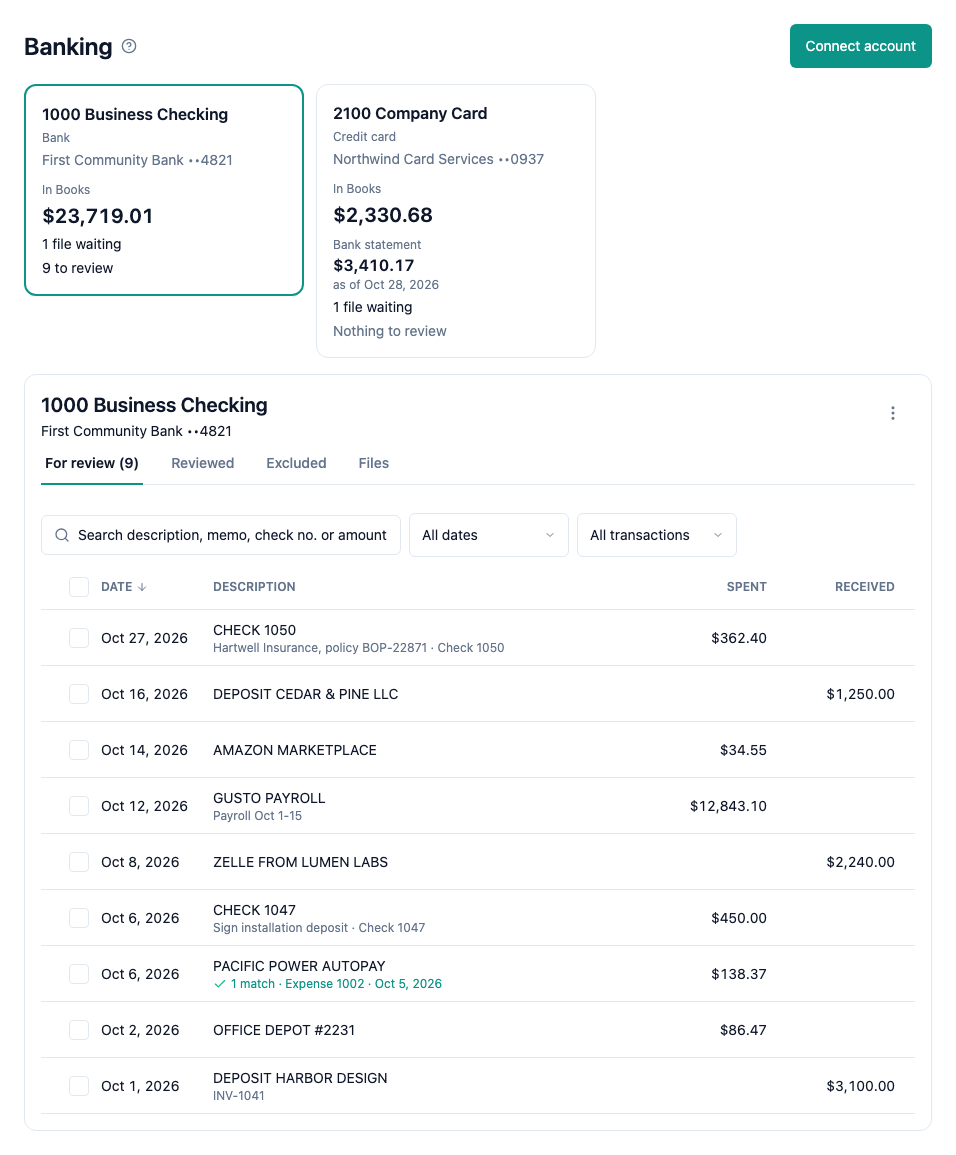 Banking
Connect account
1000 Business Checking
Bank
First Community Bank ••4821
In Books
$23,719.01
1 file waiting
9 to review
2100 Company Card
Credit card
Northwind Card Services ••0937
In Books
$2,330.68
Bank statement
$3,410.17
as of Oct 28, 2026
1 file waiting
Nothing to review
1000 Business Checking
First Community Bank ••4821
For review (9) Reviewed Excluded Files
Search description, memo, check no. or amount All dates All transactions
DATE DESCRIPTION SPENT RECEIVED
Oct 27, 2026 CHECK 1050 $362.40
Hartwell Insurance, policy BOP-22871 · Check 1050
Oct 16, 2026 DEPOSIT CEDAR & PINE LLC $1,250.00
Oct 14, 2026 AMAZON MARKETPLACE $34.55
Oct 12, 2026 GUSTO PAYROLL $12,843.10
Payroll Oct 1-15
Oct 8, 2026 ZELLE FROM LUMEN LABS $2,240.00
Oct 6, 2026 CHECK 1047 $450.00
Sign installation deposit · Check 1047
Oct 6, 2026 PACIFIC POWER AUTOPAY $138.37
1 match · Expense 1002 · Oct 5, 2026
Oct 2, 2026 OFFICE DEPOT #2231 $86.47
Oct 1, 2026 DEPOSIT HARBOR DESIGN $3,100.00
INV-1041